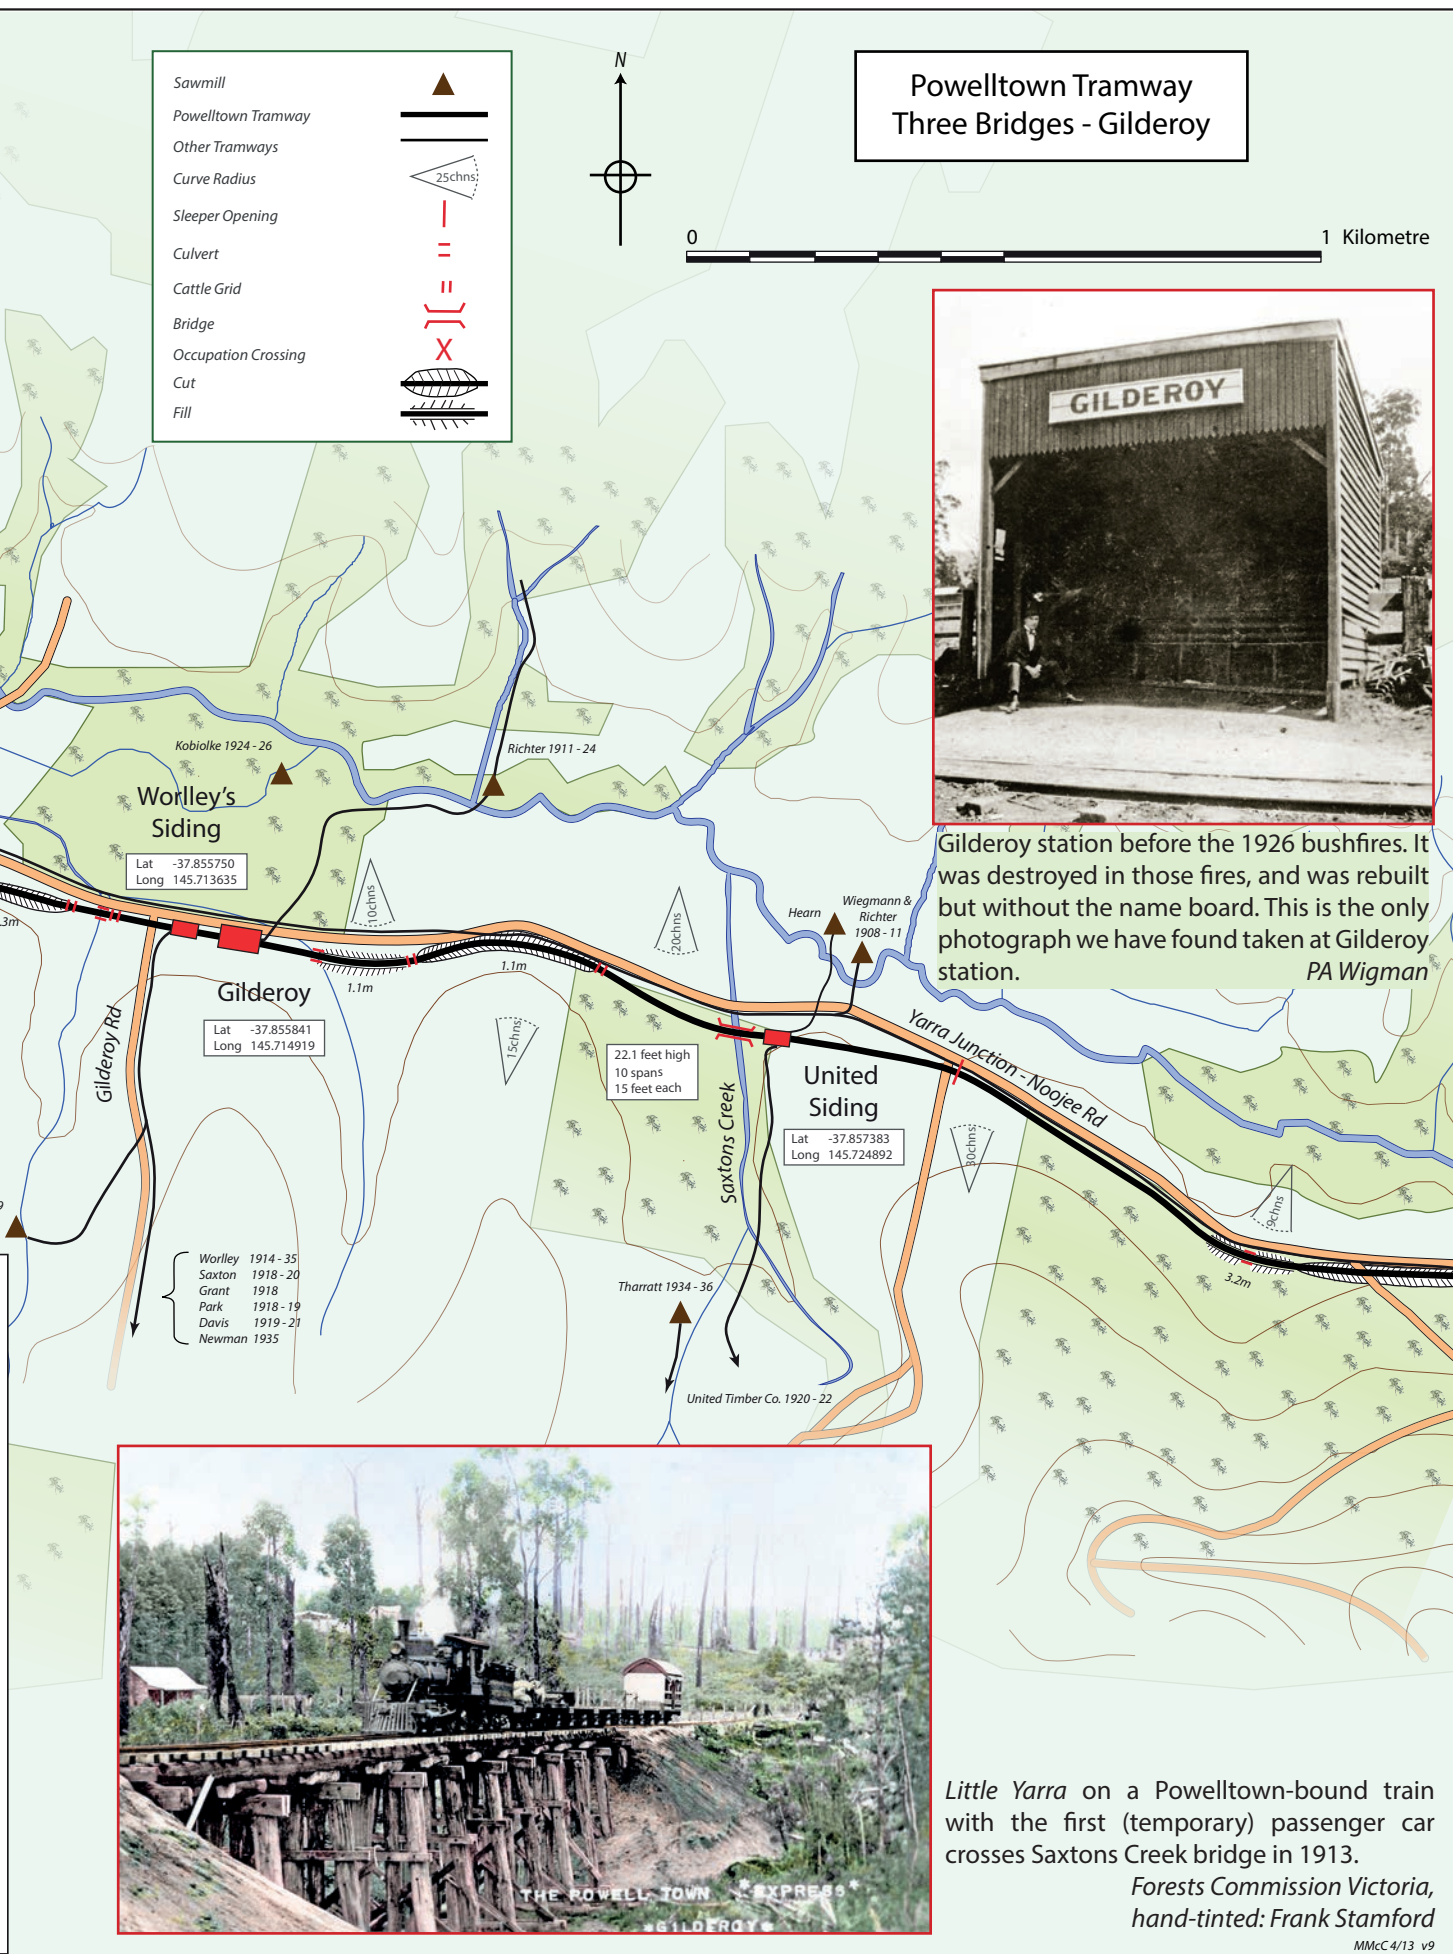 Powelltown Tramway
Three Bridges - Gilderoy
Sawmill
Powelltown Tramway
Other Tramways
Curve Radius
25chns
Sleeper Opening
Culvert
Cattle Grid
Bridge
Occupation Crossing
Cut
Fill
N
0
1 Kilometre
GILDEROY
Gilderoy station before the 1926 bushfires. It
was destroyed in those fires, and was rebuilt
but without the name board. This is the only
photograph we have found taken at Gilderoy
station. PA Wigman
Kobiolke 1924 - 26
Richter 1911 - 24
Worlley's
Siding
Lat -37.855750
Long 145.713635
10chns
20chns
Hearn
Wiegmann &
Richter
1908 - 11
.3m
1.1m
1.1m
Gilderoy
Lat -37.855841
Long 145.714919
Gilderoy Rd
15chns
22.1 feet high
10 spans
15 feet each
Saxtons Creek
United
Siding
Lat -37.857383
Long 145.724892
Yarra Junction - Noojee Rd
30chns
9chns
3.2m
9
Worlley 1914 - 35
Saxton 1918 - 20
Grant 1918
Park 1918 - 19
Davis 1919 - 21
Newman 1935
Tharratt 1934 - 36
United Timber Co. 1920 - 22
THE POWELL TOWN *EXPRESS*
*GILDEROY*
Little Yarra on a Powelltown-bound train
with the first (temporary) passenger car
crosses Saxtons Creek bridge in 1913.
Forests Commission Victoria,
hand-tinted: Frank Stamford
MMcC 4/13 v9